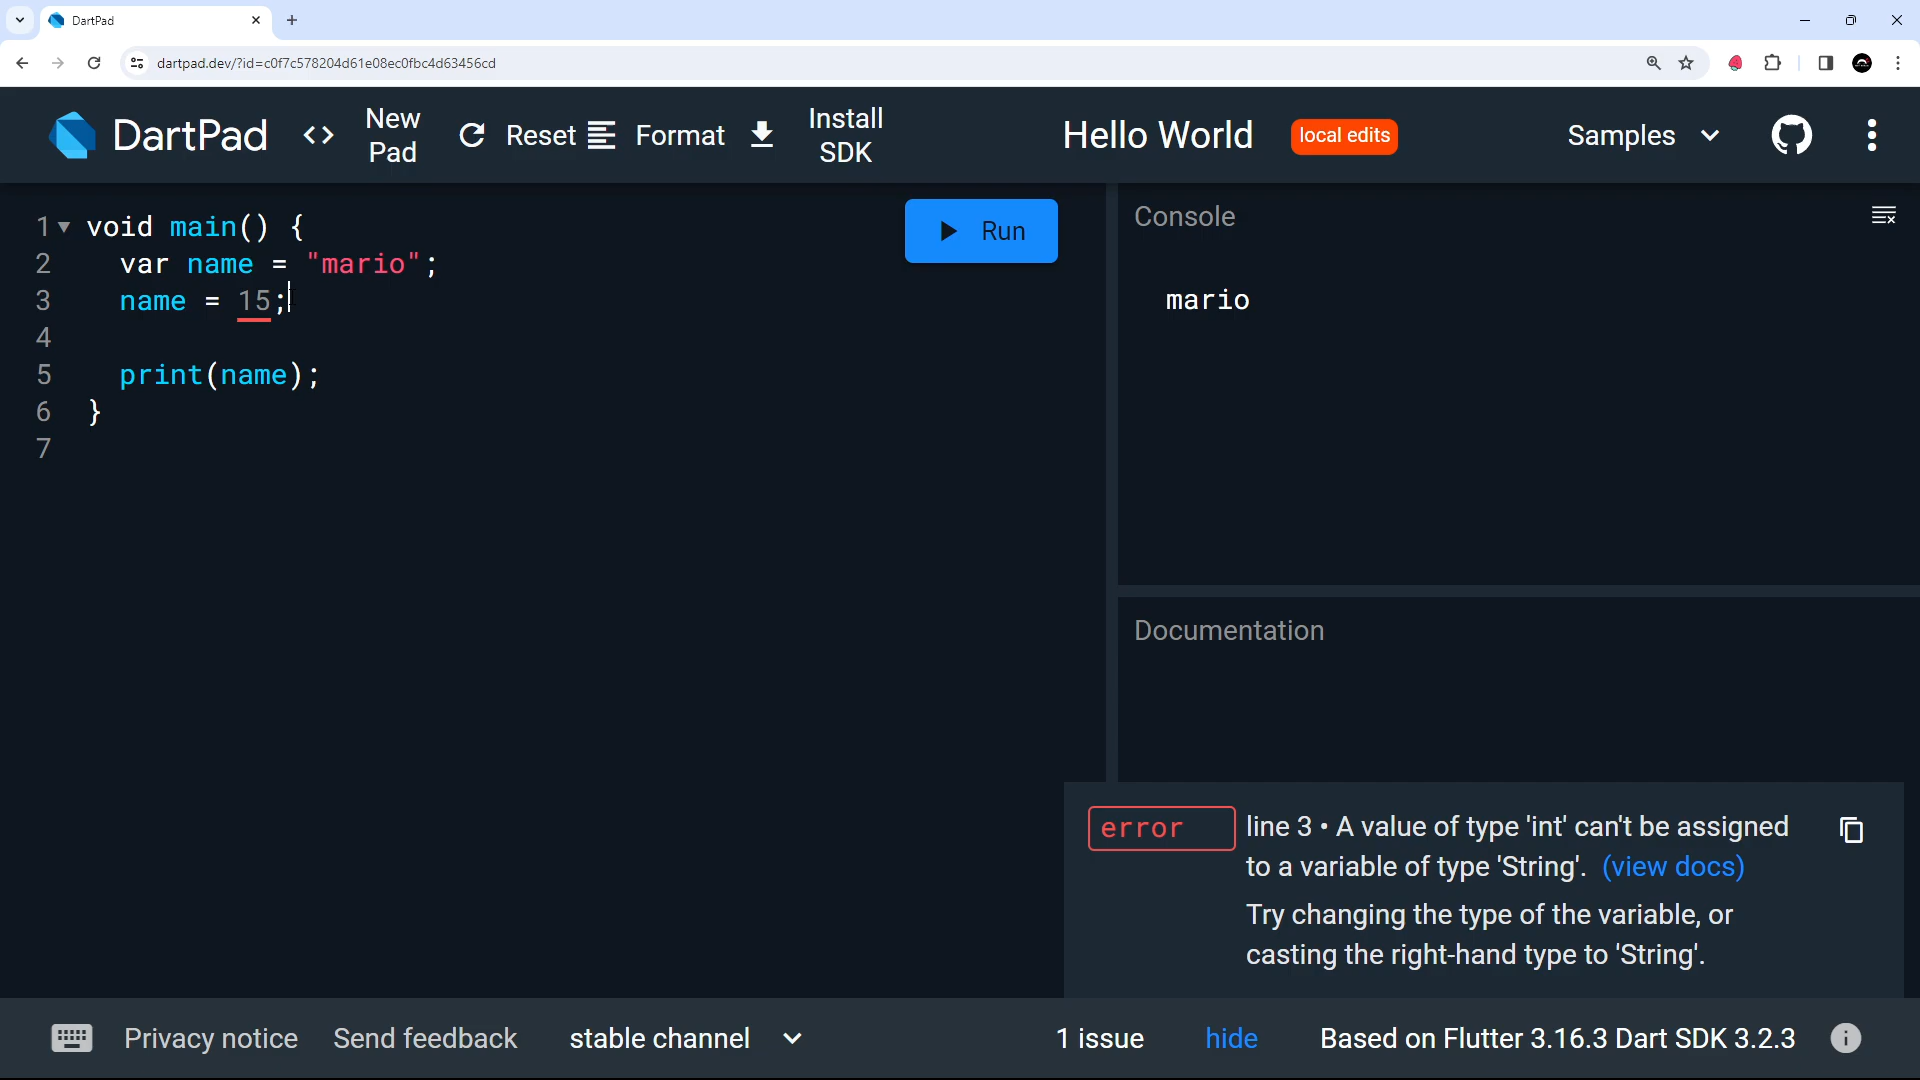 DartPad
dartpad.dev/?id=c0f7c578204d61e08ec0fbc4d63456cd
DartPad
<> New Pad
Reset
Format
Install SDK
Hello World
local edits
Samples
1 void main() {
2 var name = "mario";
3 name = 15;
4
5 print(name);
6 }
7
Run
Console
mario
Documentation
error
line 3 • A value of type 'int' can't be assigned
to a variable of type 'String'. (view docs)
Try changing the type of the variable, or
casting the right-hand type to 'String'.
Privacy notice
Send feedback
stable channel
1 issue
hide
Based on Flutter 3.16.3 Dart SDK 3.2.3